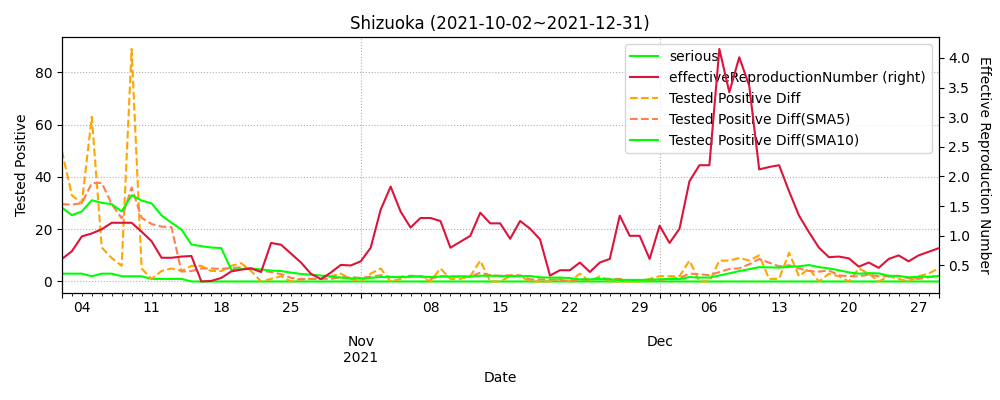 Shizuoka (2021-10-02~2021-12-31)
serious
effectiveReproductionNumber (right)
Tested Positive Diff
Tested Positive Diff(SMA5)
Tested Positive Diff(SMA10)
Tested Positive
80
60
40
20
0
4.0
3.5
3.0
2.5
2.0
1.5
1.0
0.5
Effective Reproduction Number
04 11 18 25 08 15 22 29 06 13 20 27
Nov Dec
2021
Date